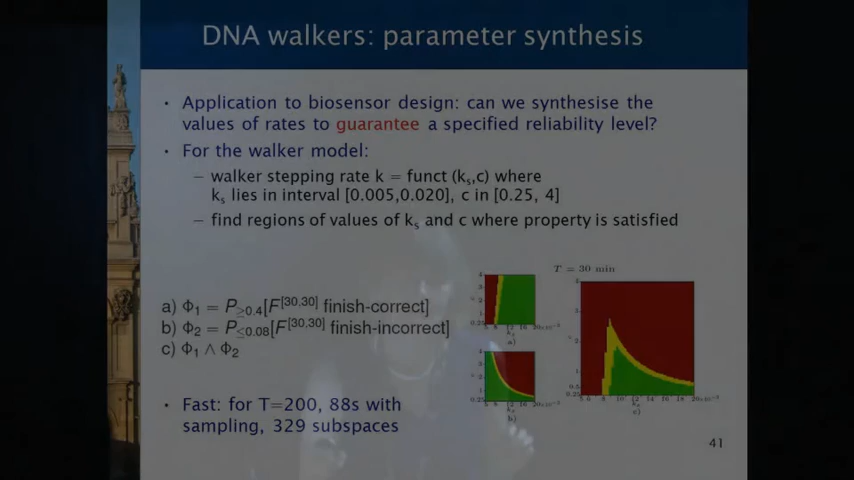 DNA walkers: parameter synthesis
• Application to biosensor design: can we synthesise the
values of rates to guarantee a specified reliability level?
• For the walker model:
– walker stepping rate k = funct (ks,c) where
ks lies in interval [0.005,0.020], c in [0.25, 4]
– find regions of values of ks and c where property is satisfied
T = 30 min
a) Φ1 = P≥0.4[F[30,30] finish-correct]
b) Φ2 = P≤0.08[F[30,30] finish-incorrect]
c) Φ1 ∧ Φ2
a)
b)
c)
• Fast: for T=200, 88s with
sampling, 329 subspaces
41